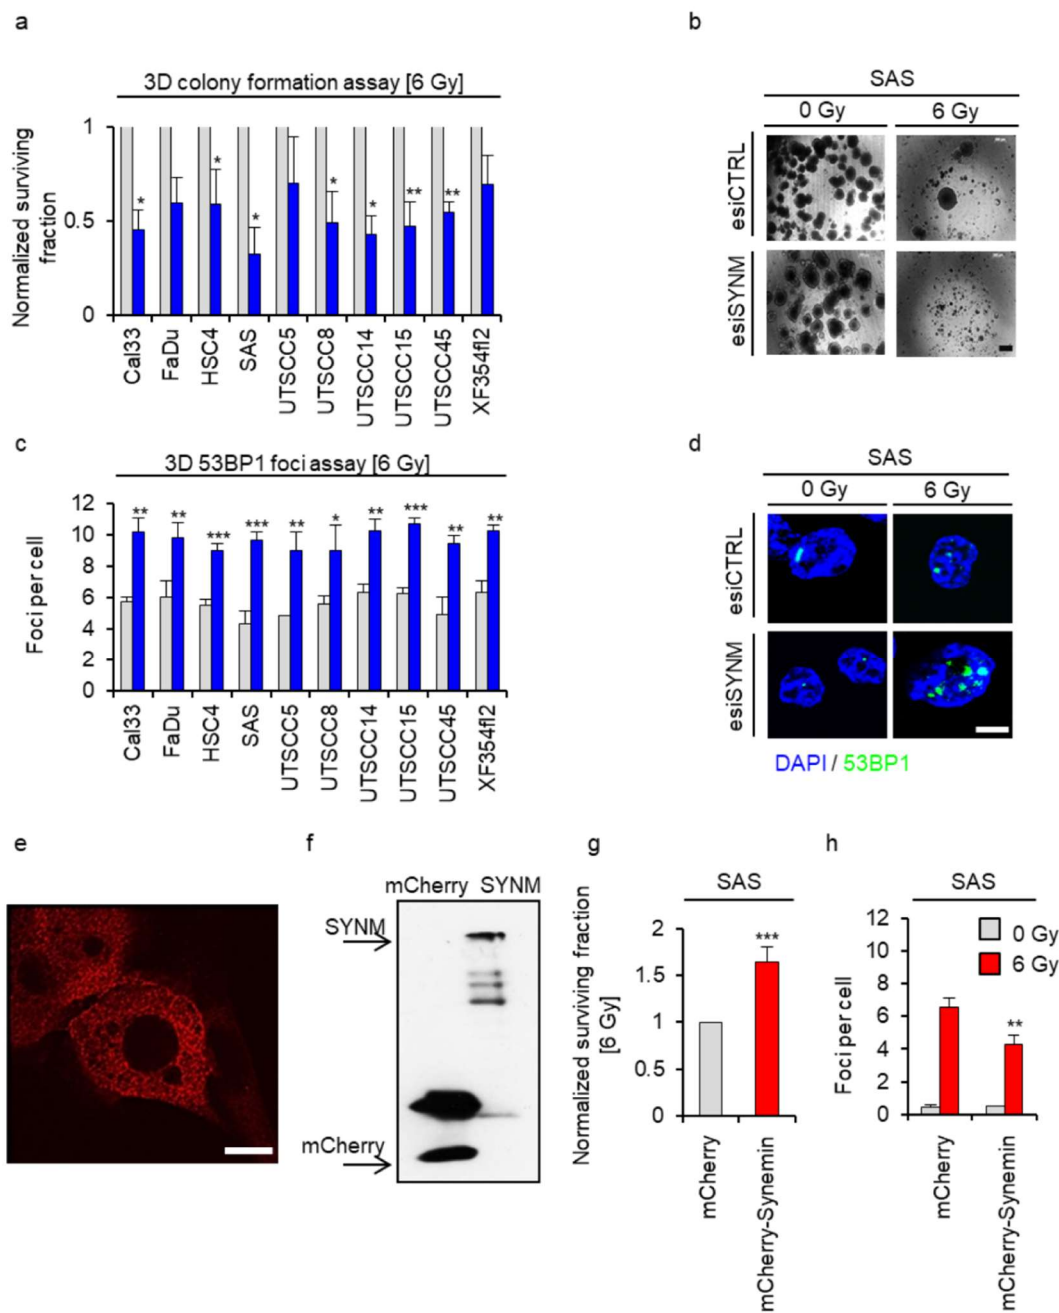 a
3D colony formation assay [6 Gy]
Normalized surviving
fraction
1
0.5
0
* * * * * ** **
Cal33
FaDu
HSC4
SAS
UTSCC5
UTSCC8
UTSCC14
UTSCC15
UTSCC45
XF354fl2
b
SAS
0 Gy 6 Gy
esiCTRL
esiSYNM
c
3D 53BP1 foci assay [6 Gy]
Foci per cell
12
10
8
6
4
2
0
** ** *** *** ** * ** *** ** **
Cal33
FaDu
HSC4
SAS
UTSCC5
UTSCC8
UTSCC14
UTSCC15
UTSCC45
XF354fl2
d
SAS
0 Gy 6 Gy
esiCTRL
esiSYNM
DAPI / 53BP1
e
f
mCherry SYNM
SYNM
mCherry
g
SAS
Normalized surviving fraction
[6 Gy]
2
1.5
1
0.5
0
***
mCherry
mCherry-Synemin
h
SAS
Foci per cell
12
10
8
6
4
2
0
0 Gy
6 Gy
**
mCherry
mCherry-Synemin